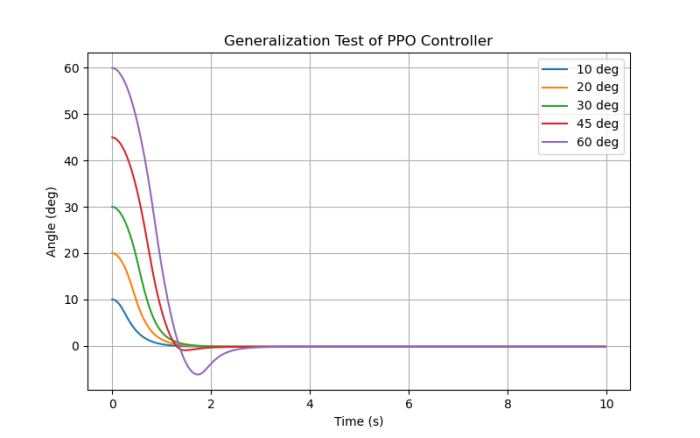 Generalization Test of PPO Controller
10 deg
20 deg
30 deg
45 deg
60 deg
60
50
40
30
20
10
0
Angle (deg)
0 2 4 6 8 10
Time (s)